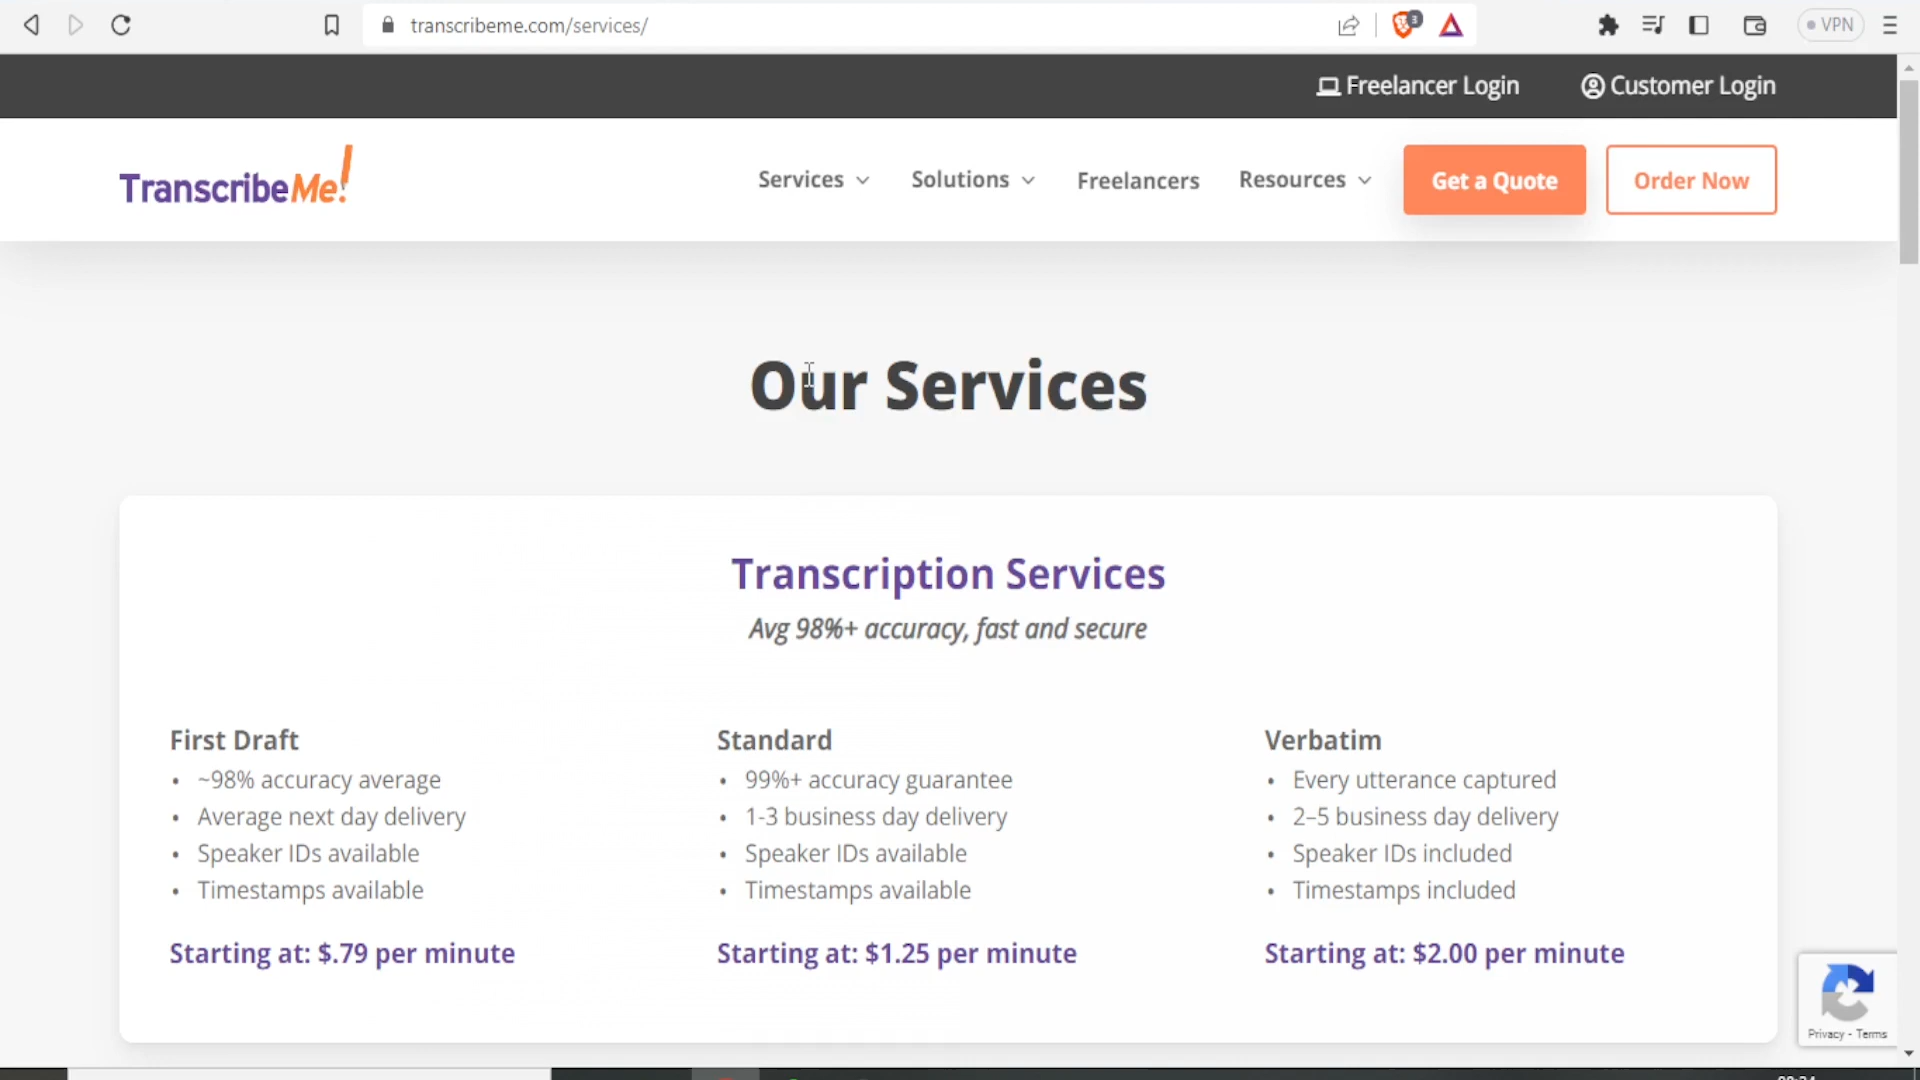 transcribeme.com/services/
3
VPN
Freelancer Login
Customer Login
TranscribeMe!
Services
Solutions
Freelancers
Resources
Get a Quote
Order Now
Our Services
Transcription Services
Avg 98%+ accuracy, fast and secure
First Draft
• ~98% accuracy average
• Average next day delivery
• Speaker IDs available
• Timestamps available
Starting at: $.79 per minute
Standard
• 99%+ accuracy guarantee
• 1-3 business day delivery
• Speaker IDs available
• Timestamps available
Starting at: $1.25 per minute
Verbatim
• Every utterance captured
• 2–5 business day delivery
• Speaker IDs included
• Timestamps included
Starting at: $2.00 per minute
Privacy - Terms